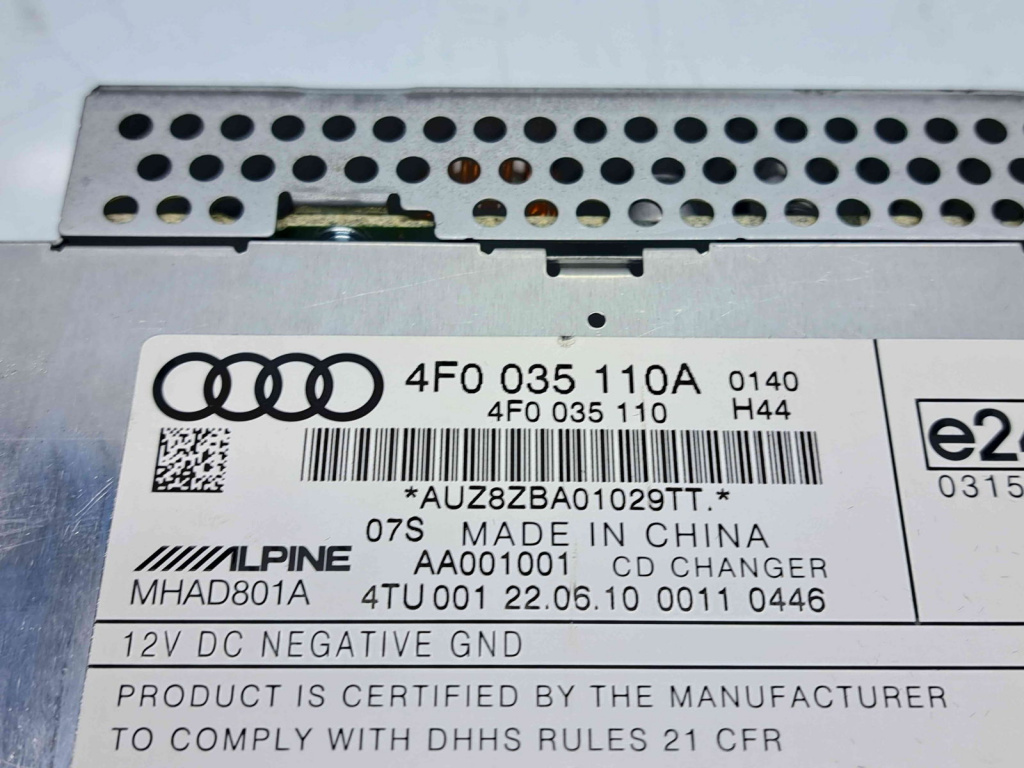 4F0 035 110A 0140
4F0 035 110 H44
*AUZ8ZBA01029TT.*
07S MADE IN CHINA
ALPINE AA001001 CD CHANGER
MHAD801A 4TU 001 22.06.10 0011 0446
12V DC NEGATIVE GND
PRODUCT IS CERTIFIED BY THE MANUFACTURER
TO COMPLY WITH DHHS RULES 21 CFR
e24
0315